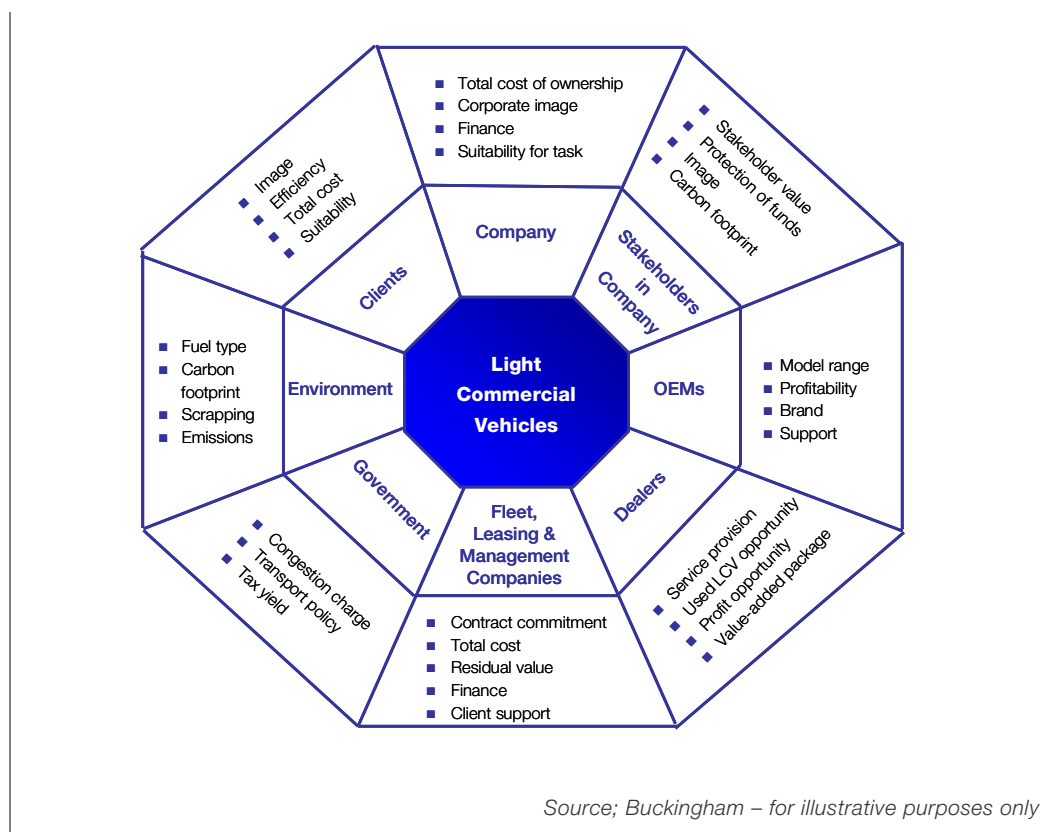 Total cost of ownership
Corporate image
Finance
Suitability for task
Company
Stakeholder value
Protection of funds
Image
Carbon footprint
Stakeholders
in
Company
Model range
Profitability
Brand
Support
OEMs
Service provision
Used LCV opportunity
Profit opportunity
Value-added package
Dealers
Fleet,
Leasing &
Management
Companies
Contract commitment
Total cost
Residual value
Finance
Client support
Government
Congestion charge
Transport policy
Tax yield
Environment
Fuel type
Carbon
footprint
Scrapping
Emissions
Clients
Image
Efficiency
Total cost
Suitability
Light
Commercial
Vehicles
Source; Buckingham – for illustrative purposes only